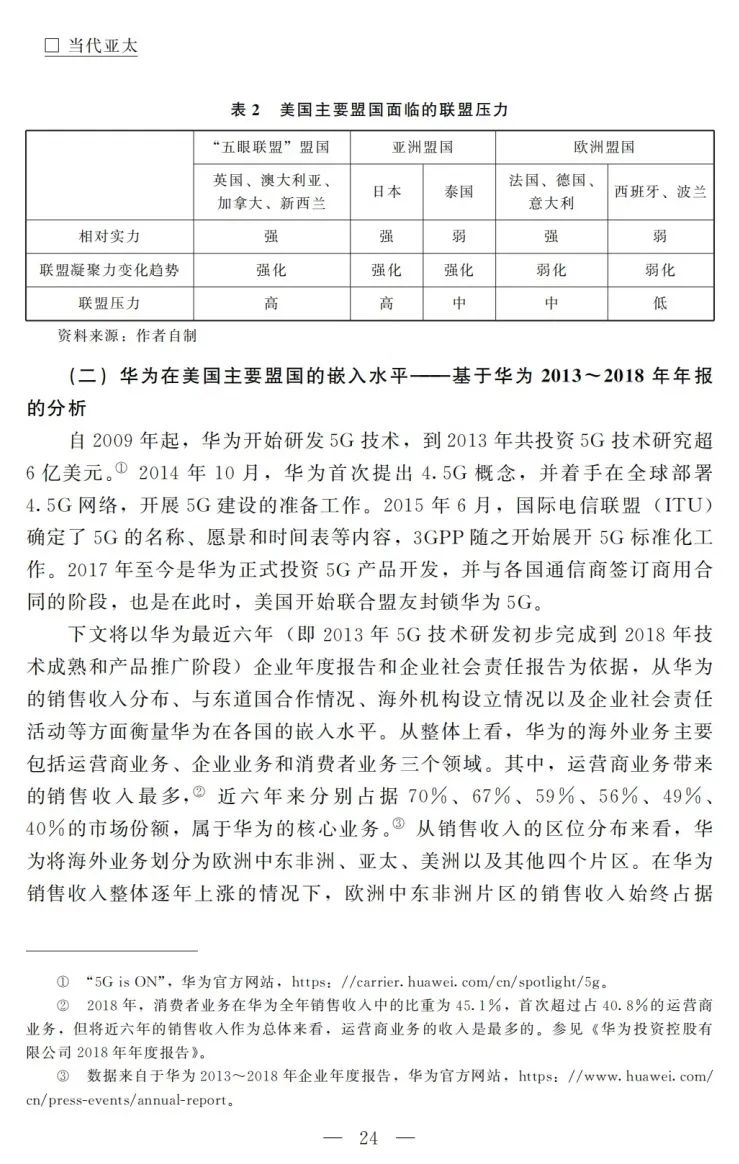 □ 当代亚太
表 2 美国主要盟国面临的联盟压力
“五眼联盟”盟国 亚洲盟国 欧洲盟国
英国、澳大利亚、
加拿大、新西兰 日本 泰国 法国、德国、
意大利 西班牙、波兰
相对实力 强 强 弱 强 弱
联盟凝聚力变化趋势 强化 强化 强化 弱化 弱化
联盟压力 高 高 中 中 低
资料来源：作者自制
（二）华为在美国主要盟国的嵌入水平——基于华为 2013～2018 年年报
的分析
自 2009 年起，华为开始研发 5G 技术，到 2013 年共投资 5G 技术研究超
6 亿美元。① 2014 年 10 月，华为首次提出 4.5G 概念，并着手在全球部署
4.5G 网络，开展 5G 建设的准备工作。2015 年 6 月，国际电信联盟（ITU）
确定了 5G 的名称、愿景和时间表等内容，3GPP 随之开始展开 5G 标准化工
作。2017 年至今是华为正式投资 5G 产品开发，并与各国通信商签订商用合
同的阶段，也是在此时，美国开始联合盟友封锁华为 5G。
下文将以华为最近六年（即 2013 年 5G 技术研发初步完成到 2018 年技
术成熟和产品推广阶段）企业年度报告和企业社会责任报告为依据，从华为
的销售收入分布、与东道国合作情况、海外机构设立情况以及企业社会责任
活动等方面衡量华为在各国的嵌入水平。从整体上看，华为的海外业务主要
包括运营商业务、企业业务和消费者业务三个领域。其中，运营商业务带来
的销售收入最多，② 近六年来分别占据 70％、67％、59％、56％、49％、
40％的市场份额，属于华为的核心业务。③ 从销售收入的区位分布来看，华
为将海外业务划分为欧洲中东非洲、亚太、美洲以及其他四个片区。在华为
销售收入整体逐年上涨的情况下，欧洲中东非洲片区的销售收入始终占据
① “5G is ON”，华为官方网站，https：//carrier.huawei.com/cn/spotlight/5g。
② 2018 年，消费者业务在华为全年销售收入中的比重为 45.1％，首次超过占 40.8％的运营商
业务，但将近六年的销售收入作为总体来看，运营商业务的收入是最多的。参见《华为投资控股有
限公司 2018 年年度报告》。
③ 数据来自于华为 2013～2018 年企业年度报告，华为官方网站，https：//www.huawei.com/
cn/press-events/annual-report。
— 24 —